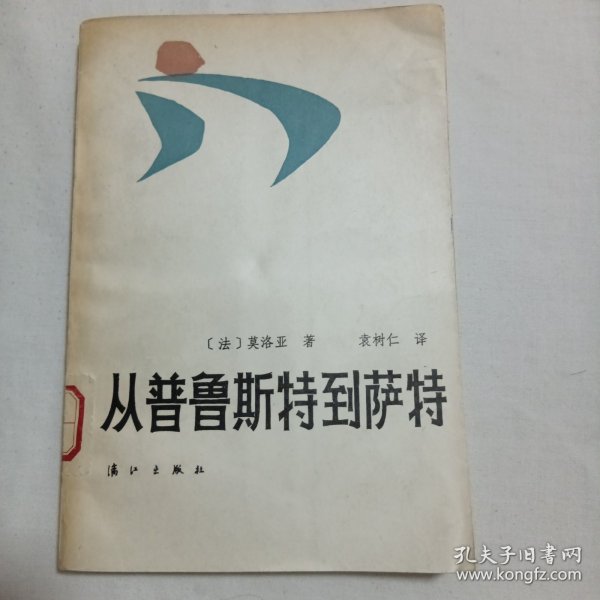 〔法〕莫洛亚 著 袁树仁 译
从普鲁斯特到萨特
漓江出版社
孔夫子旧书网
www.kongfz.com